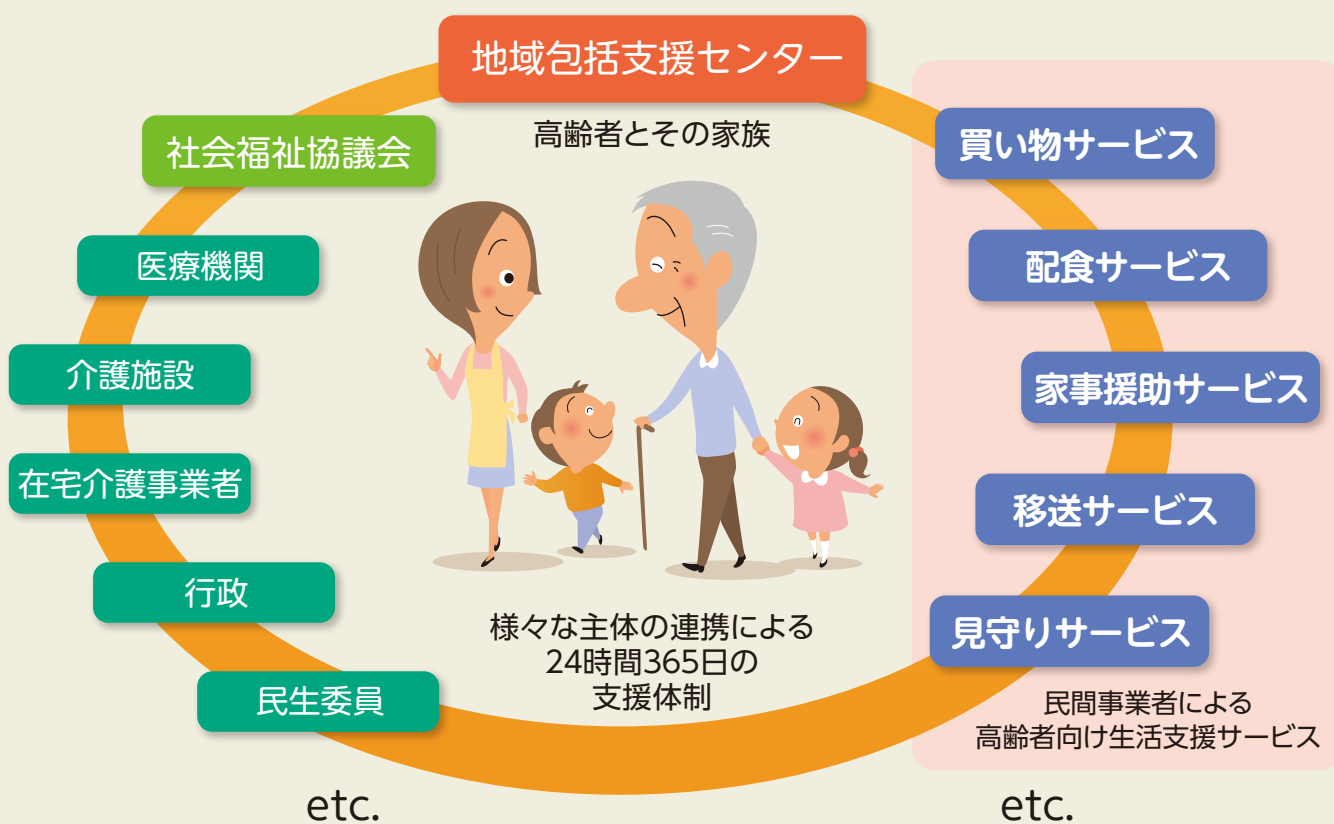 地域包括支援センター
高齢者とその家族
社会福祉協議会
医療機関
介護施設
在宅介護事業者
行政
民生委員
etc.
様々な主体の連携による
24時間365日の
支援体制
買い物サービス
配食サービス
家事援助サービス
移送サービス
見守りサービス
民間事業者による
高齢者向け生活支援サービス
etc.